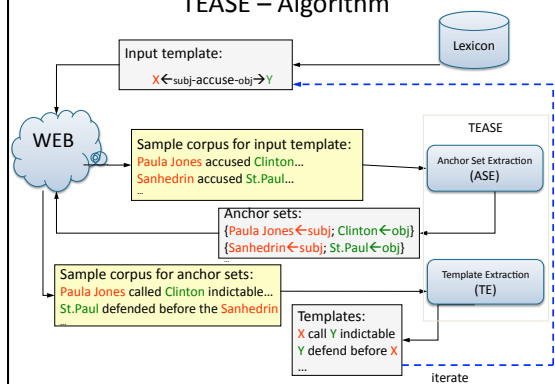 TEASE – Algorithm
Lexicon
Input template:
X←subj-accuse-obj→Y
WEB
TEASE
Sample corpus for input template:
Paula Jones accused Clinton…
Sanhedrin accused St.Paul…
…
Anchor Set Extraction
(ASE)
Anchor sets:
{Paula Jones←subj; Clinton←obj}
{Sanhedrin←subj; St.Paul←obj}
…
Sample corpus for anchor sets:
Paula Jones called Clinton indictable…
St.Paul defended before the Sanhedrin
…
Template Extraction
(TE)
Templates:
X call Y indictable
Y defend before X
…
iterate